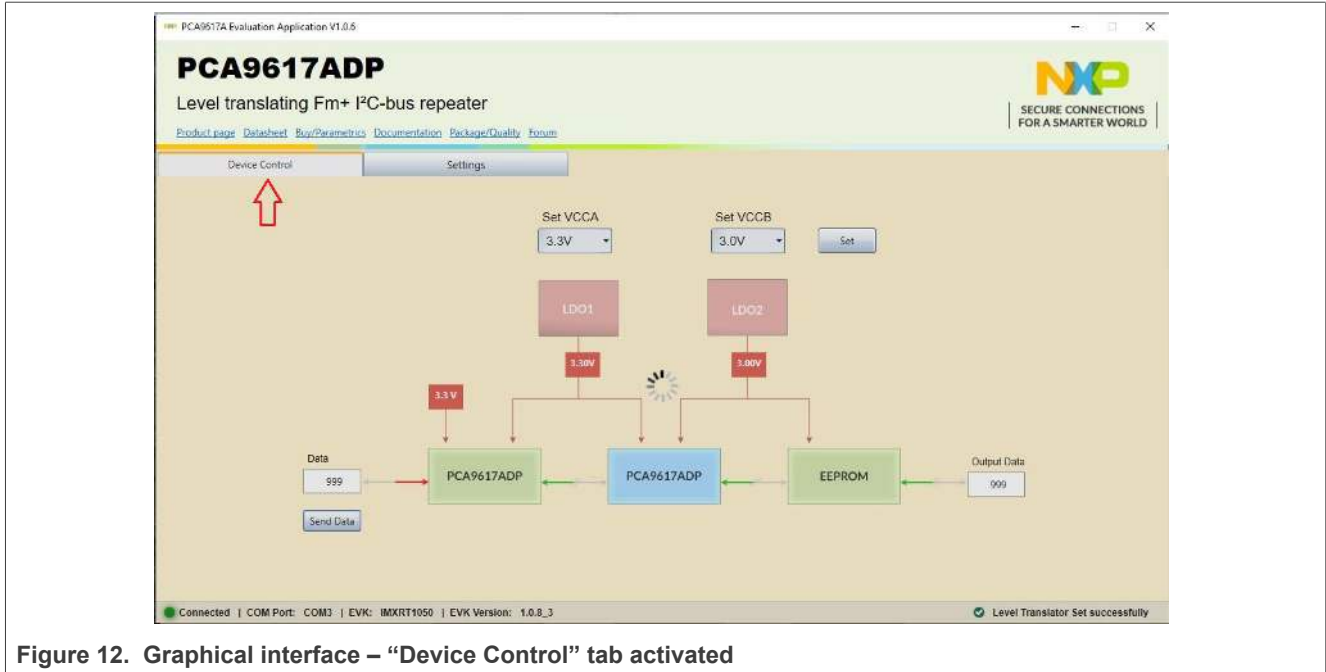 PCA9617A Evaluation Application V1.0.6
PCA9617ADP
Level translating Fm+ I²C-bus repeater
Product page Datasheet Buy/Parametrics Documentation Package/Quality Forum
NXP
SECURE CONNECTIONS
FOR A SMARTER WORLD
Device Control Settings
Set VCCA Set VCCB
3.3V 3.0V Set
LDO1 LDO2
3.30V 3.00V
3.3 V
Data Output Data
999 PCA9617ADP PCA9617ADP EEPROM 999
Send Data
Connected | COM Port: COM3 | EVK: IMXRT1050 | EVK Version: 1.0.8_3 Level Translator Set successfully
Figure 12. Graphical interface – “Device Control” tab activated